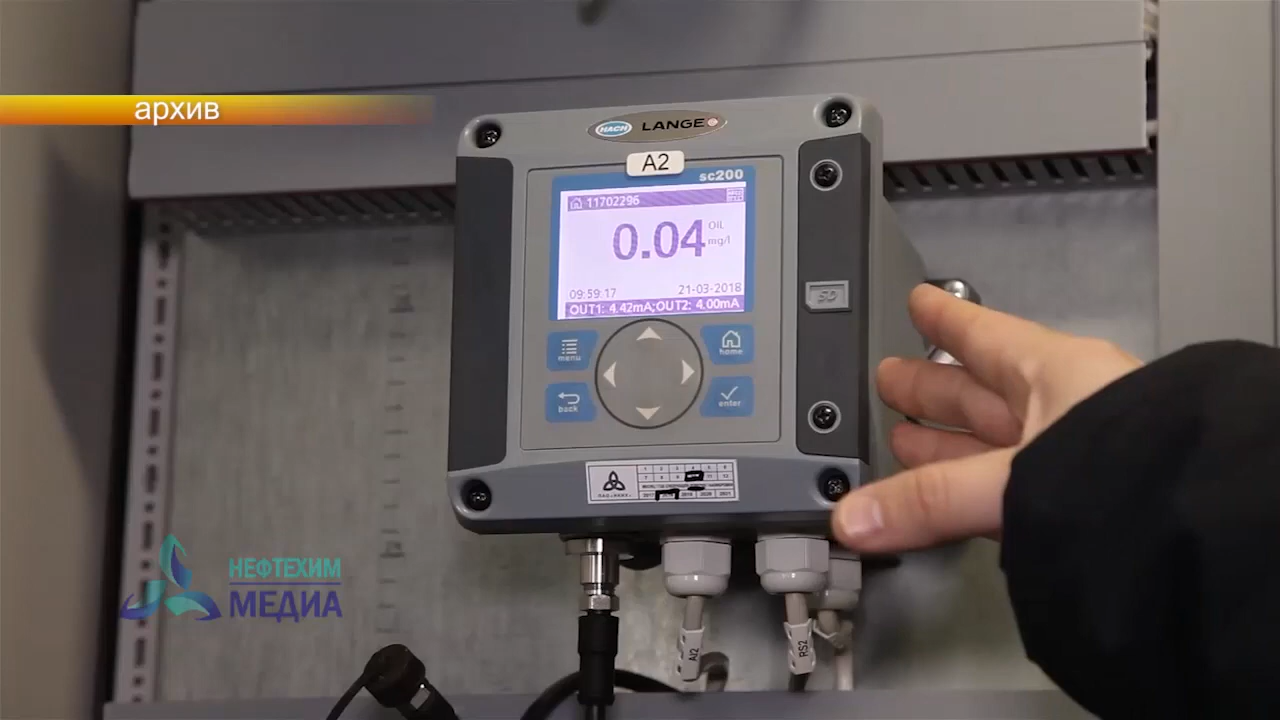 архив
HACH LANGE
A2
sc200
11702296
0.04 OIL mg/l
09:59:17 21-03-2018
OUT1: 4.42mA;OUT2: 4.00mA
menu
home
back
enter
SD
НЕФТЕХИМ
МЕДИА
AI2
RS2